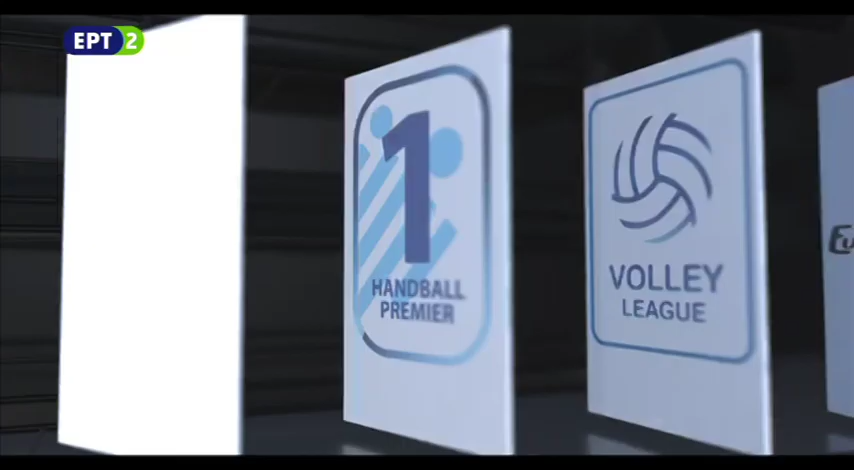 ΕΡΤ 2
1
HANDBALL
PREMIER
VOLLEY
LEAGUE